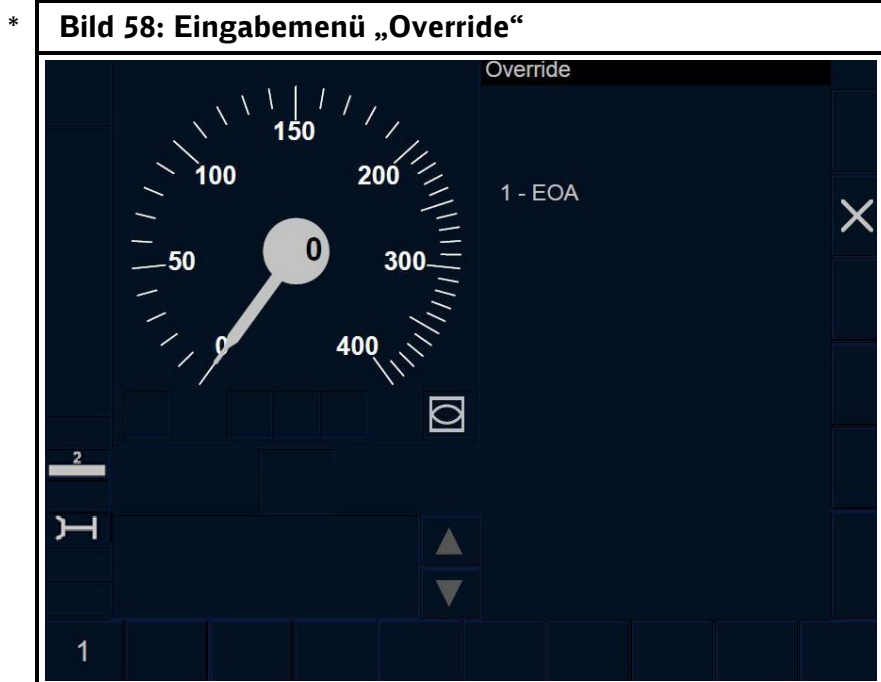 * Bild 58: Eingabemenü „Override“
Override
150
100 200
1 - EOA
0
50 300
0 400
2
1